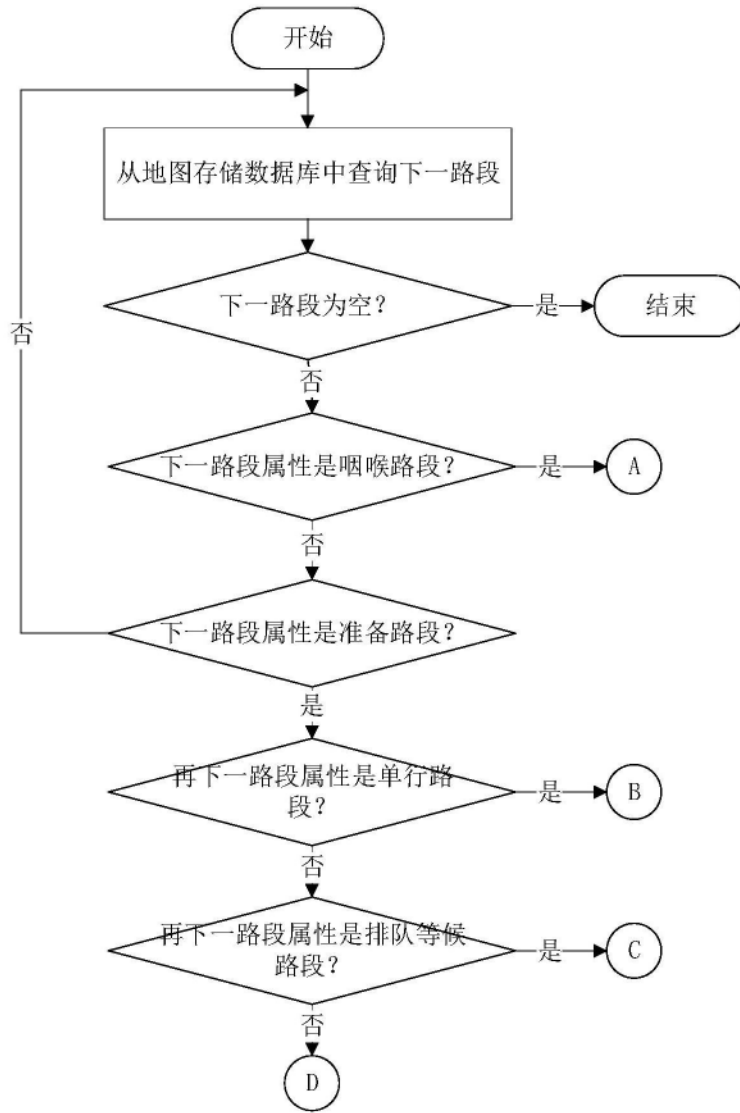 开始
从地图存储数据库中查询下一路段
下一路段为空？
是
结束
否
否
下一路段属性是咽喉路段？
是
A
否
下一路段属性是准备路段？
是
再下一路段属性是单行路
段？
是
B
否
再下一路段属性是排队等候
路段？
是
C
否
D